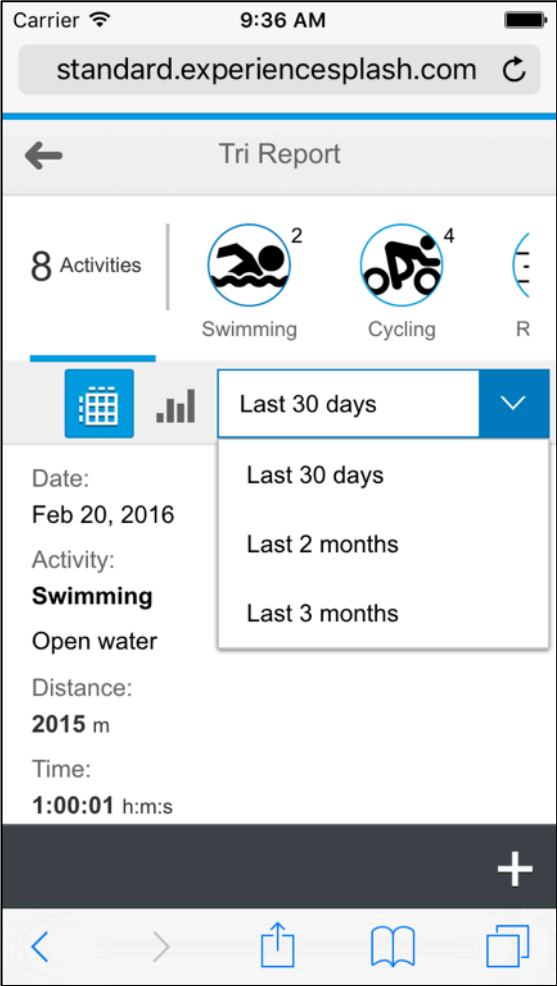 Carrier 9:36 AM
standard.experiencesplash.com
Tri Report
8 Activities
2
Swimming
4
Cycling
R
Last 30 days
Last 30 days
Last 2 months
Last 3 months
Date:
Feb 20, 2016
Activity:
Swimming
Open water
Distance:
2015 m
Time:
1:00:01 h:m:s